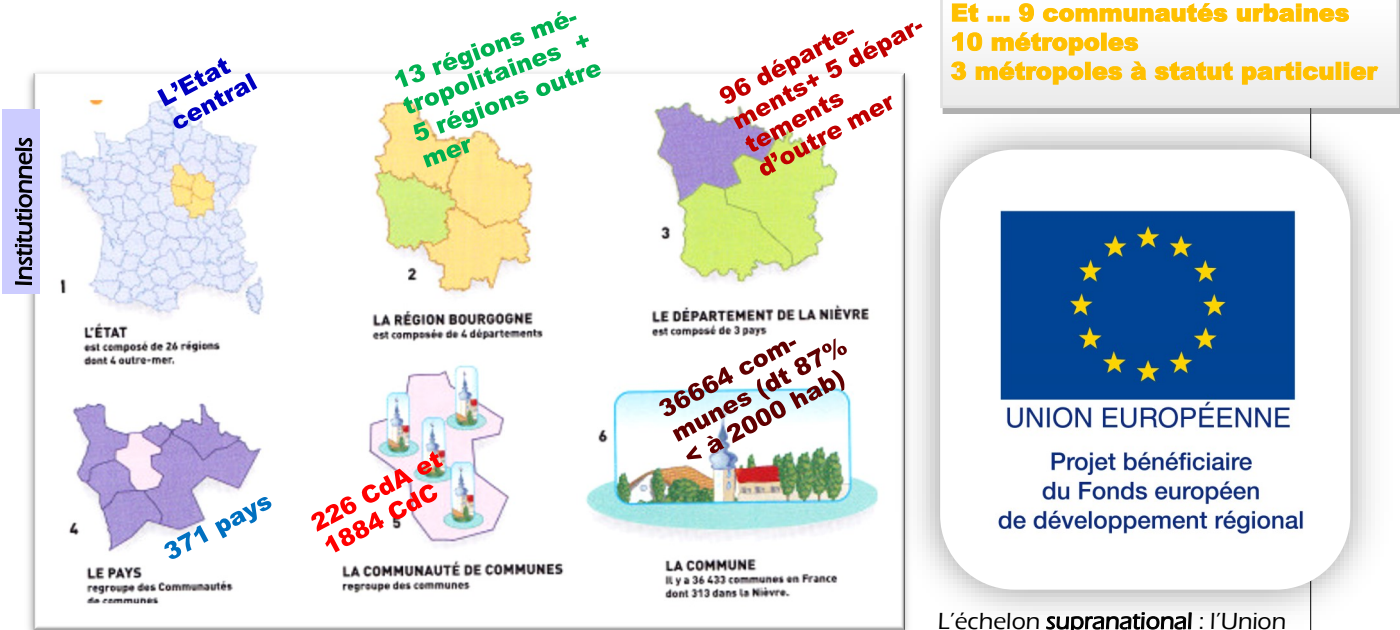 Et ... 9 communautés urbaines
10 métropoles
3 métropoles à statut particulier
Institutionnels
L'Etat
central
1
L'ÉTAT
est composé de 26 régions
dont 4 outre-mer.
13 régions mé-
tropolitaines +
5 régions outre
mer
2
LA RÉGION BOURGOGNE
est composée de 4 départements
96 départe-
ments+ 5 dépar-
tements
d'outre mer
3
LE DÉPARTEMENT DE LA NIÈVRE
est composé de 3 pays
4
371 pays
LE PAYS
regroupe des Communautés
de communes
226 CdA et
1884 CdC
5
LA COMMUNAUTÉ DE COMMUNES
regroupe des communes
36664 com-
munes (dt 87%
< à 2000 hab)
6
LA COMMUNE
Il y a 36 433 communes en France
dont 313 dans la Nièvre.
UNION EUROPÉENNE
Projet bénéficiaire
du Fonds européen
de développement régional
L'échelon supranational : l'Union